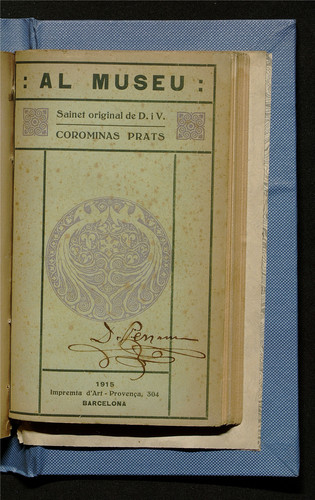 : AL MUSEU :
Sainet original de D. i V.
COROMINAS PRATS
1915
Impremta d'Art - Provença, 304
BARCELONA